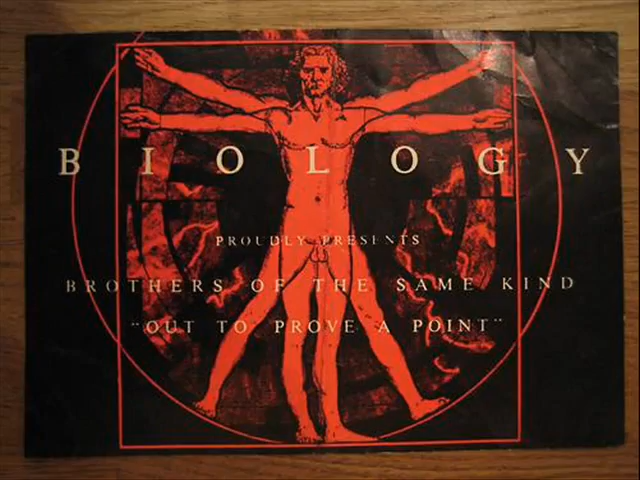 BIOLOGY
PROUDLY PRESENTS
BROTHERS OF THE SAME KIND
"OUT TO PROVE A POINT"